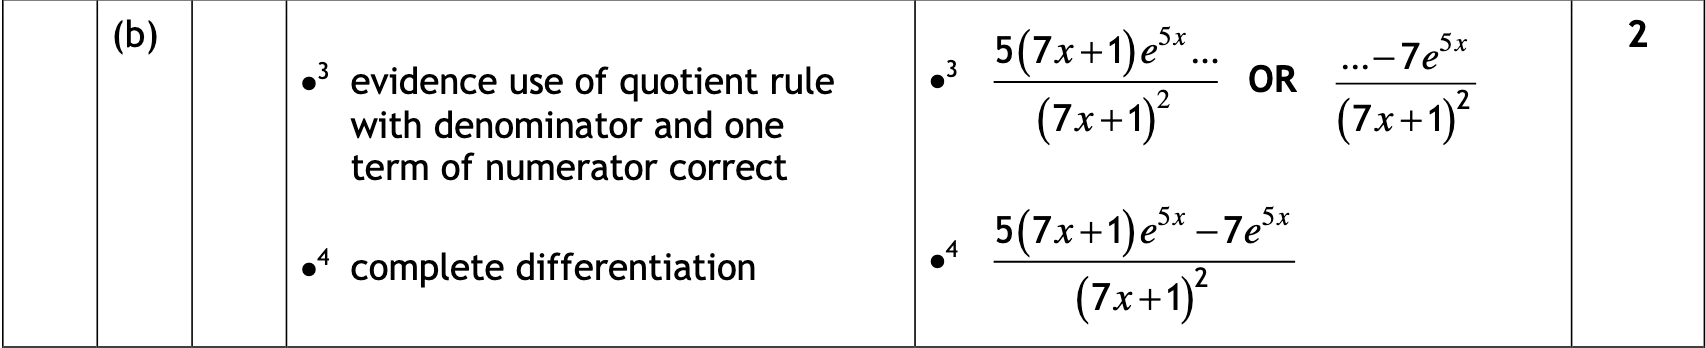 (b)
•³ evidence use of quotient rule
with denominator and one
term of numerator correct
•³ 5(7x+1)e^{5x}.../(7x+1)² OR ...−7e^{5x}/(7x+1)²
2
•⁴ complete differentiation
•⁴ 5(7x+1)e^{5x}−7e^{5x}/(7x+1)²